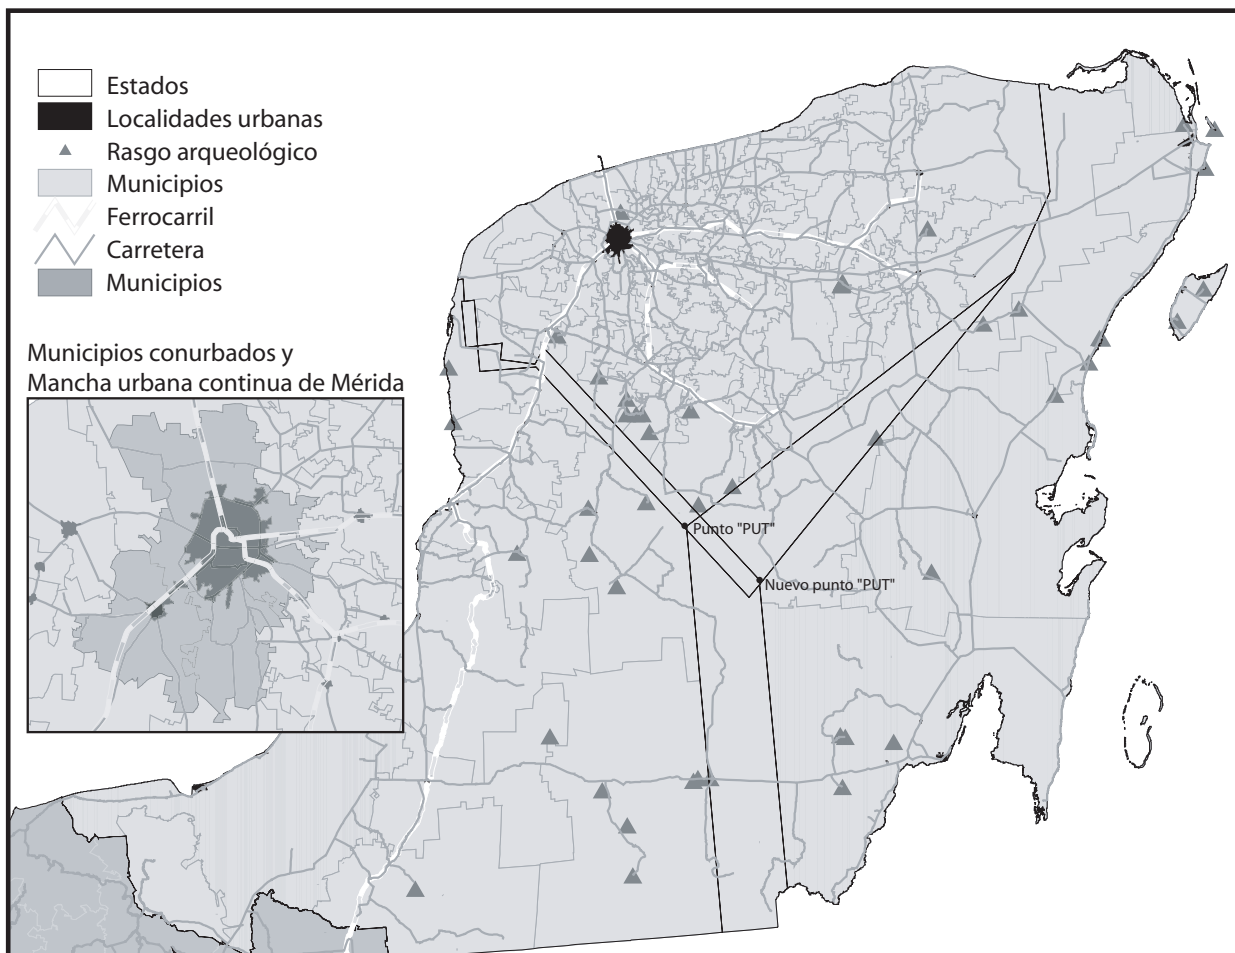 Estados
Localidades urbanas
Rasgo arqueológico
Municipios
Ferrocarril
Carretera
Municipios
Municipios conurbados y
Mancha urbana continua de Mérida
Punto "PUT"
Nuevo punto "PUT"